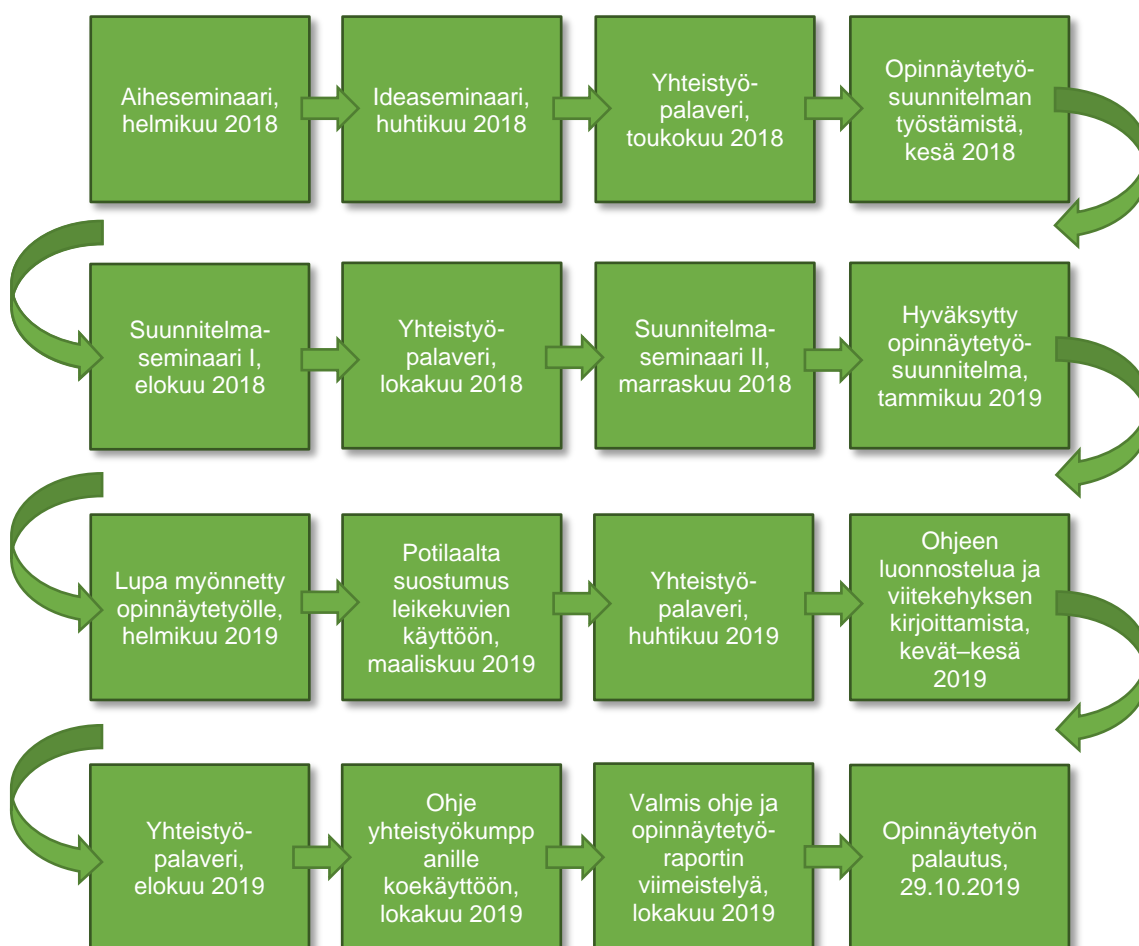 Aiheseminaari,
helmikuu 2018
Ideaseminaari,
huhtikuu 2018
Yhteistyö-
palaveri,
toukokuu 2018
Opinnäytetyö-
suunnitelman
työstämistä,
kesä 2018
Suunnitelma-
seminaari I,
elokuu 2018
Yhteistyö-
palaveri,
lokakuu 2018
Suunnitelma-
seminaari II,
marraskuu 2018
Hyväksytty
opinnäytetyö-
suunnitelma,
tammikuu 2019
Lupa myönnetty
opinnäytetyölle,
helmikuu 2019
Potilaalta
suostumus
leikekuvien
käyttöön,
maaliskuu 2019
Yhteistyö-
palaveri,
huhtikuu 2019
Ohjeen
luonnostelua ja
viitekehyksen
kirjoittamista,
kevät–kesä
2019
Yhteistyö-
palaveri,
elokuu 2019
Ohje
yhteistyökumpp
anille
koekäyttöön,
lokakuu 2019
Valmis ohje ja
opinnäytetyö-
raportin
viimeistelyä,
lokakuu 2019
Opinnäytetyön
palautus,
29.10.2019